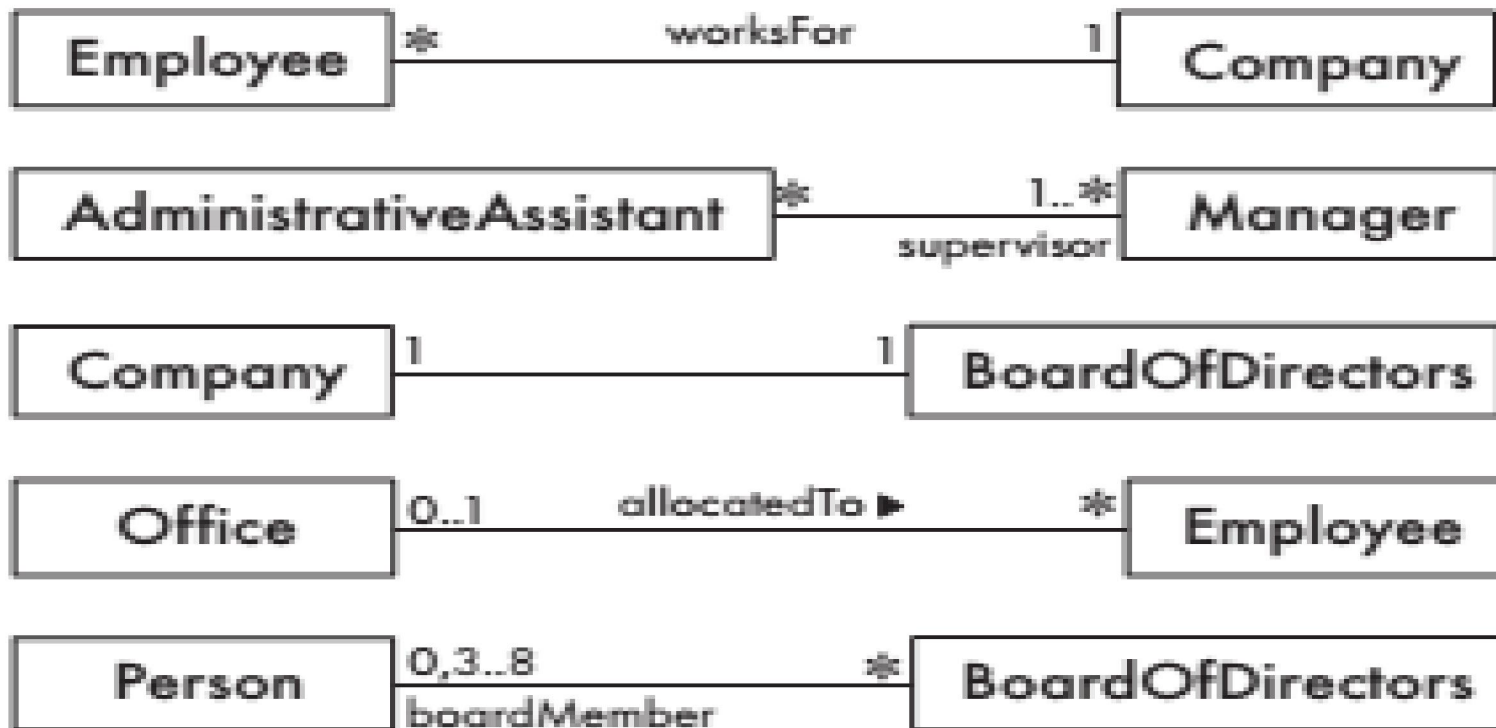 Employee * worksFor 1 Company
AdministrativeAssistant * 1..* Manager
supervisor
Company 1 1 BoardOfDirectors
Office 0..1 allocatedTo ► * Employee
Person 0,3..8 * BoardOfDirectors
boardMember